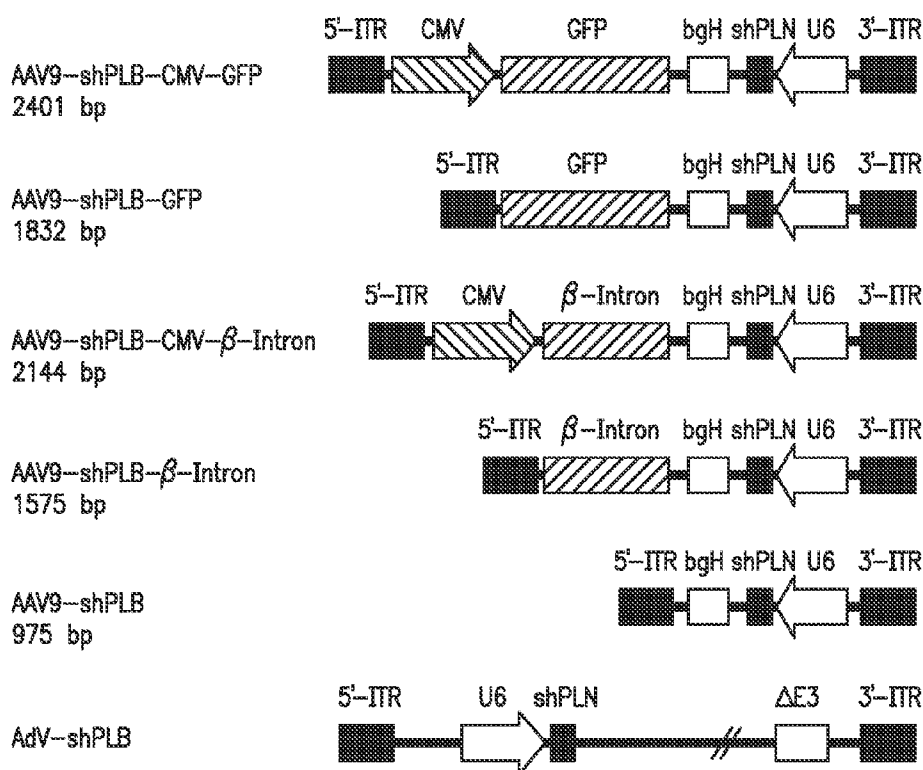 5'-ITR CMV GFP bgH shPLN U6 3'-ITR
AAV9-shPLB-CMV-GFP
2401 bp
5'-ITR GFP bgH shPLN U6 3'-ITR
AAV9-shPLB-GFP
1832 bp
5'-ITR CMV β-Intron bgH shPLN U6 3'-ITR
AAV9-shPLB-CMV-β-Intron
2144 bp
5'-ITR β-Intron bgH shPLN U6 3'-ITR
AAV9-shPLB-β-Intron
1575 bp
5'-ITR bgH shPLN U6 3'-ITR
AAV9-shPLB
975 bp
5'-ITR U6 shPLN ΔE3 3'-ITR
AdV-shPLB